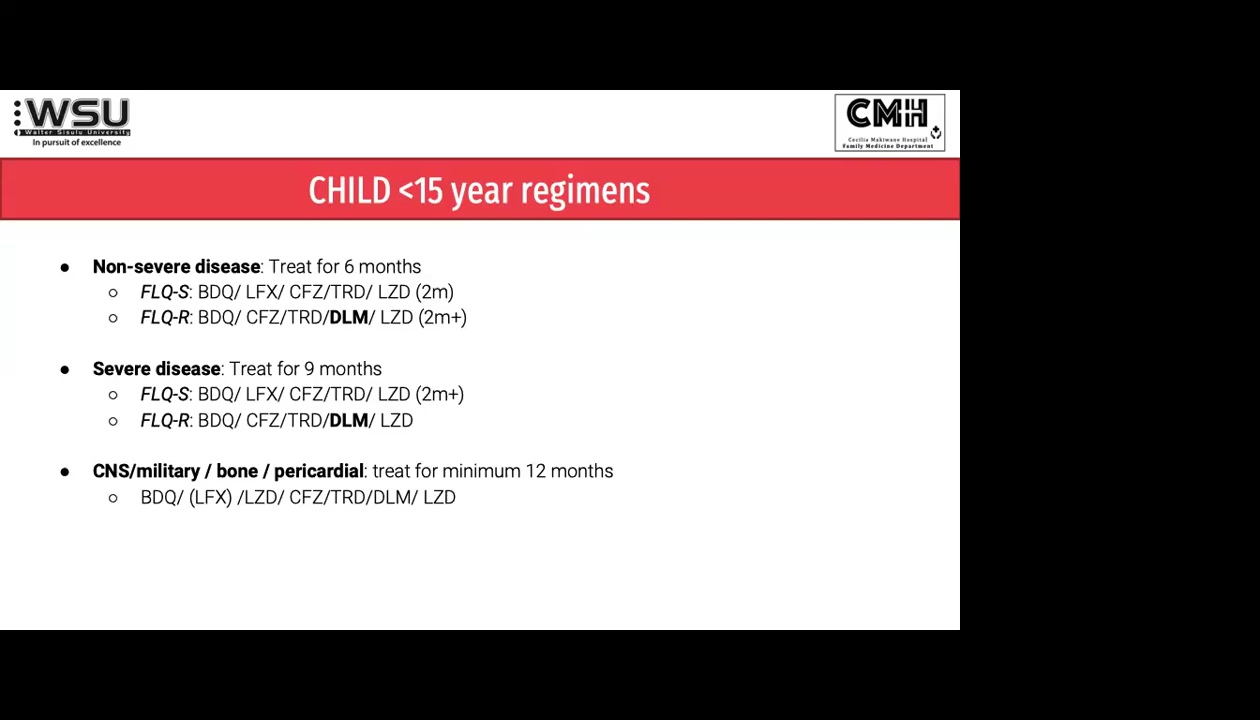 WSU
Walter Sisulu University
In pursuit of excellence
CMH
Cecilia Makiwane Hospital
Family Medicine Department
CHILD <15 year regimens
● Non-severe disease: Treat for 6 months
○ FLQ-S: BDQ/ LFX/ CFZ/TRD/ LZD (2m)
○ FLQ-R: BDQ/ CFZ/TRD/DLM/ LZD (2m+)
● Severe disease: Treat for 9 months
○ FLQ-S: BDQ/ LFX/ CFZ/TRD/ LZD (2m+)
○ FLQ-R: BDQ/ CFZ/TRD/DLM/ LZD
● CNS/military / bone / pericardial: treat for minimum 12 months
○ BDQ/ (LFX) /LZD/ CFZ/TRD/DLM/ LZD